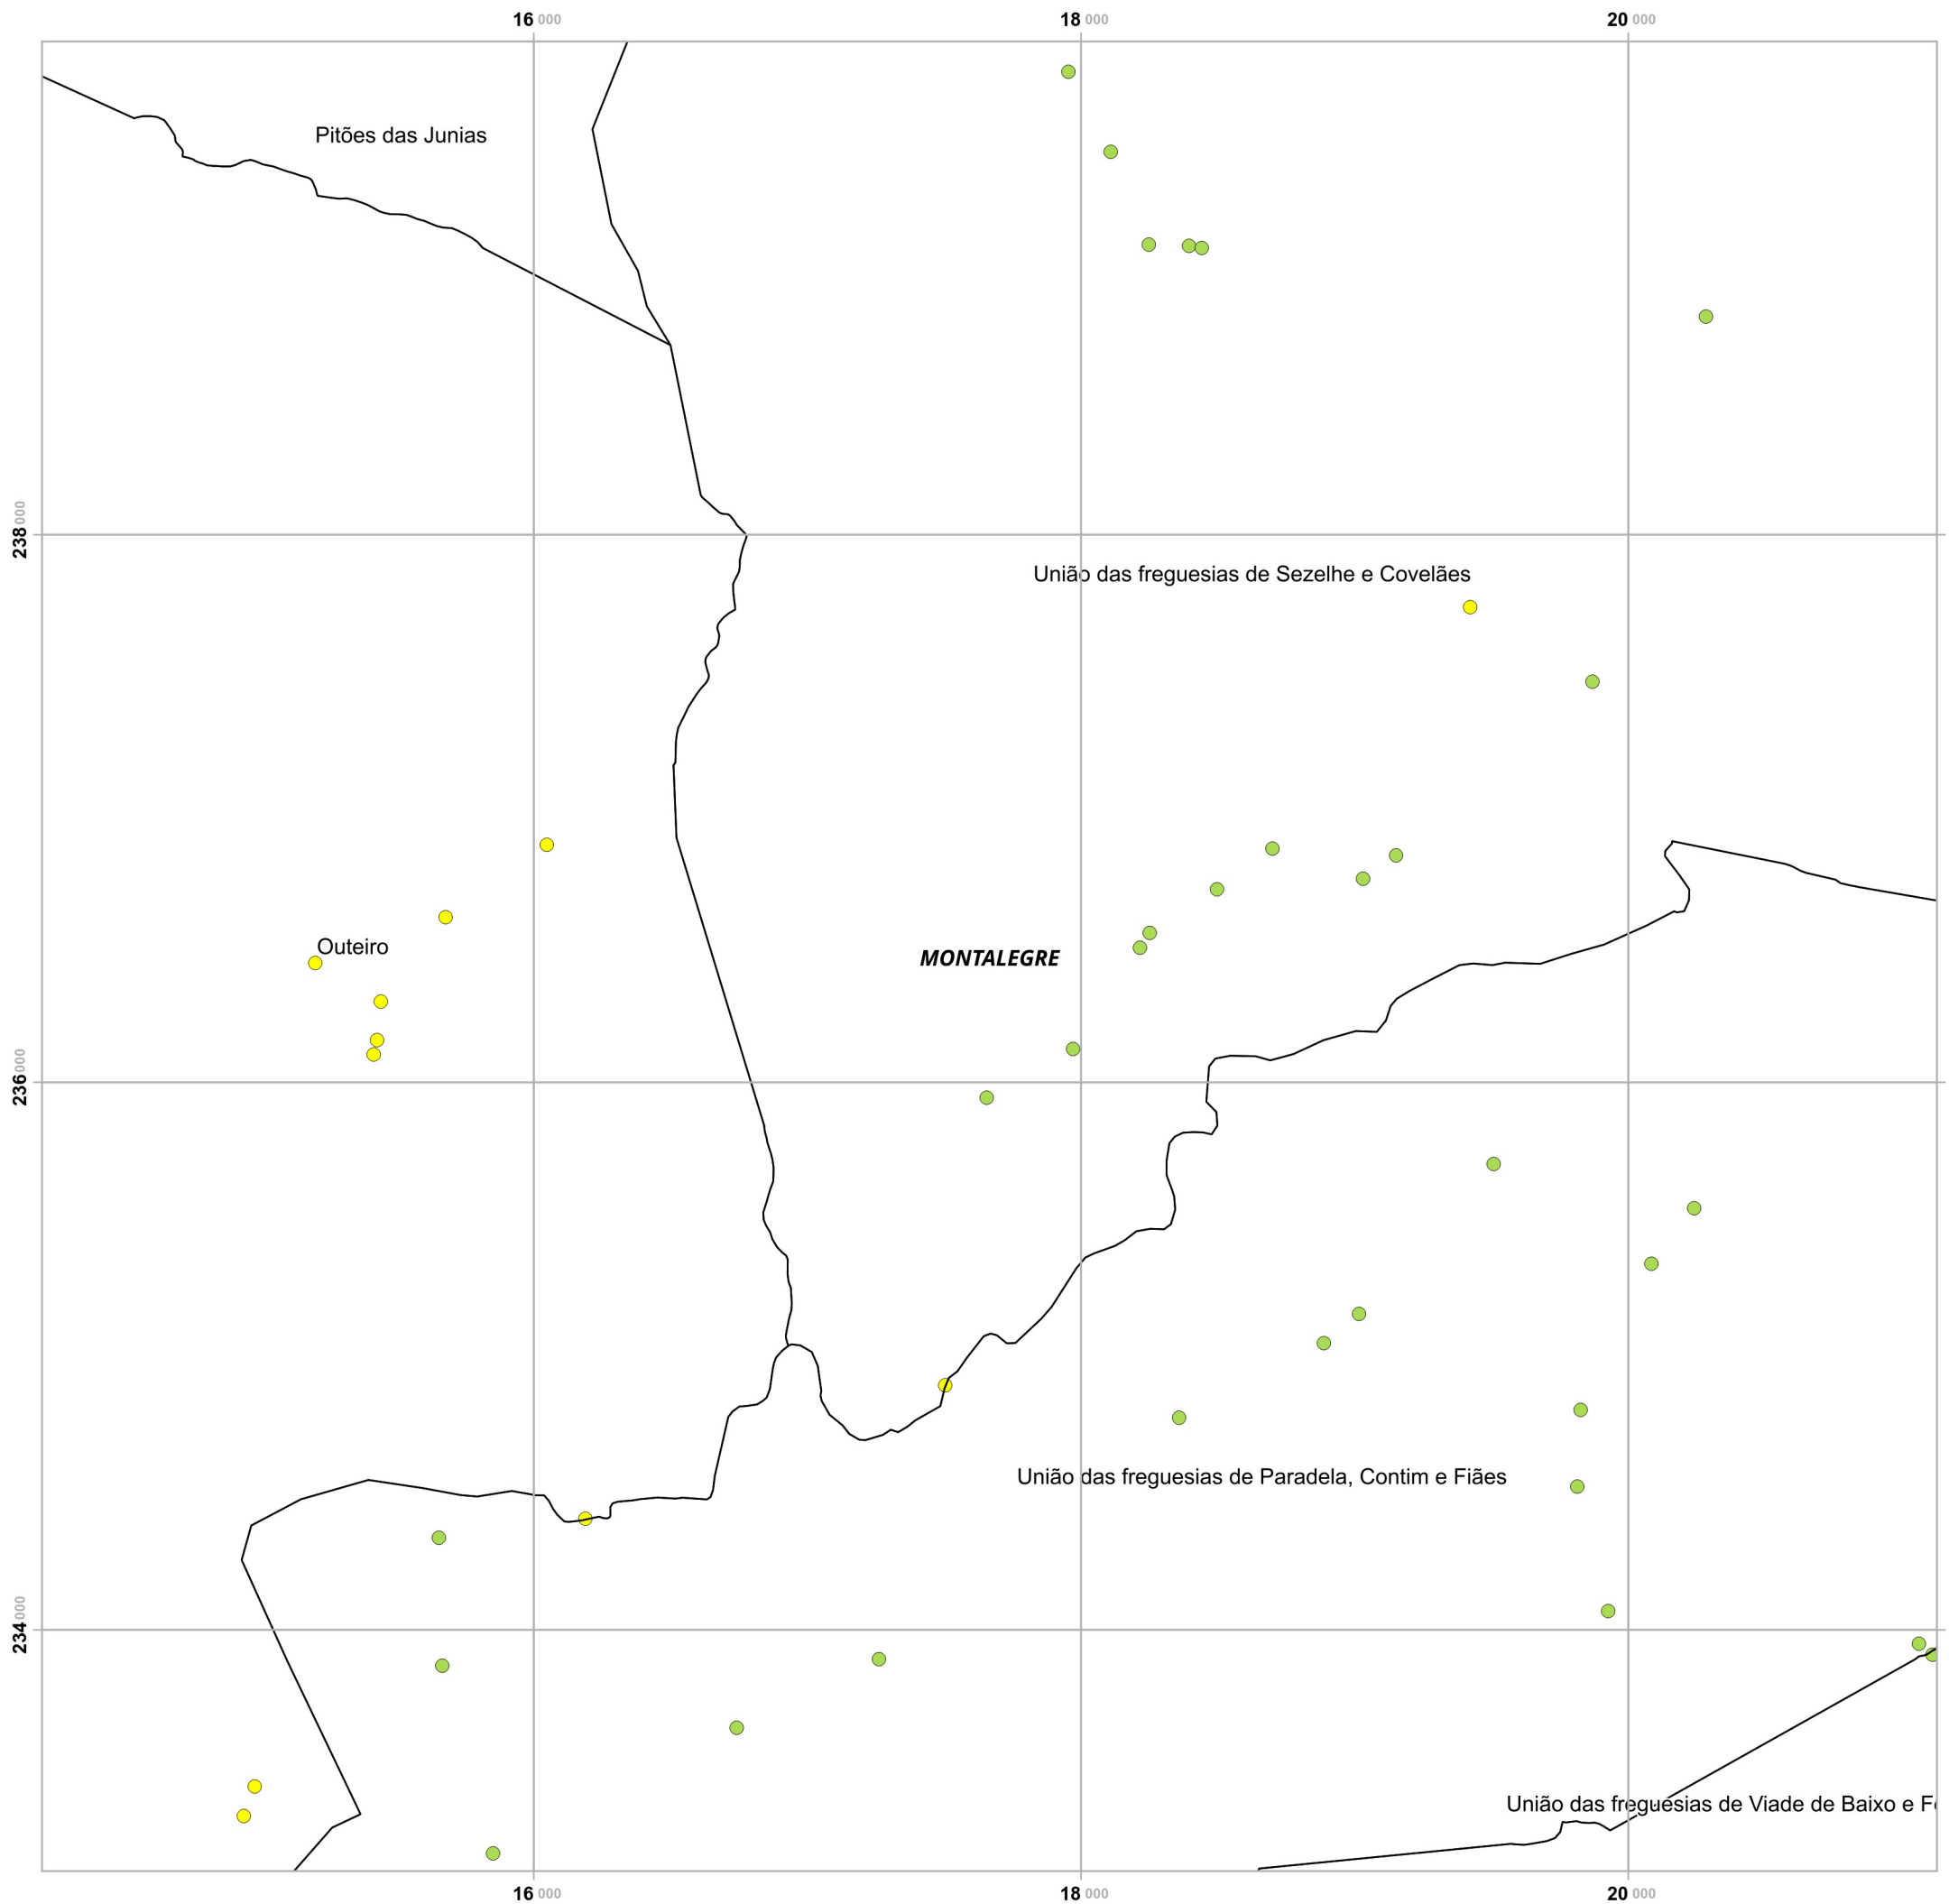 16 000 18 000 20 000
Pitões das Junias
238 000
União das freguesias de Sezelhe e Covelães
Outeiro
MONTALEGRE
236 000
União das freguesias de Paradela, Contim e Fiães
234 000
União das freguesias de Viade de Baixo e F
16 000 18 000 20 000